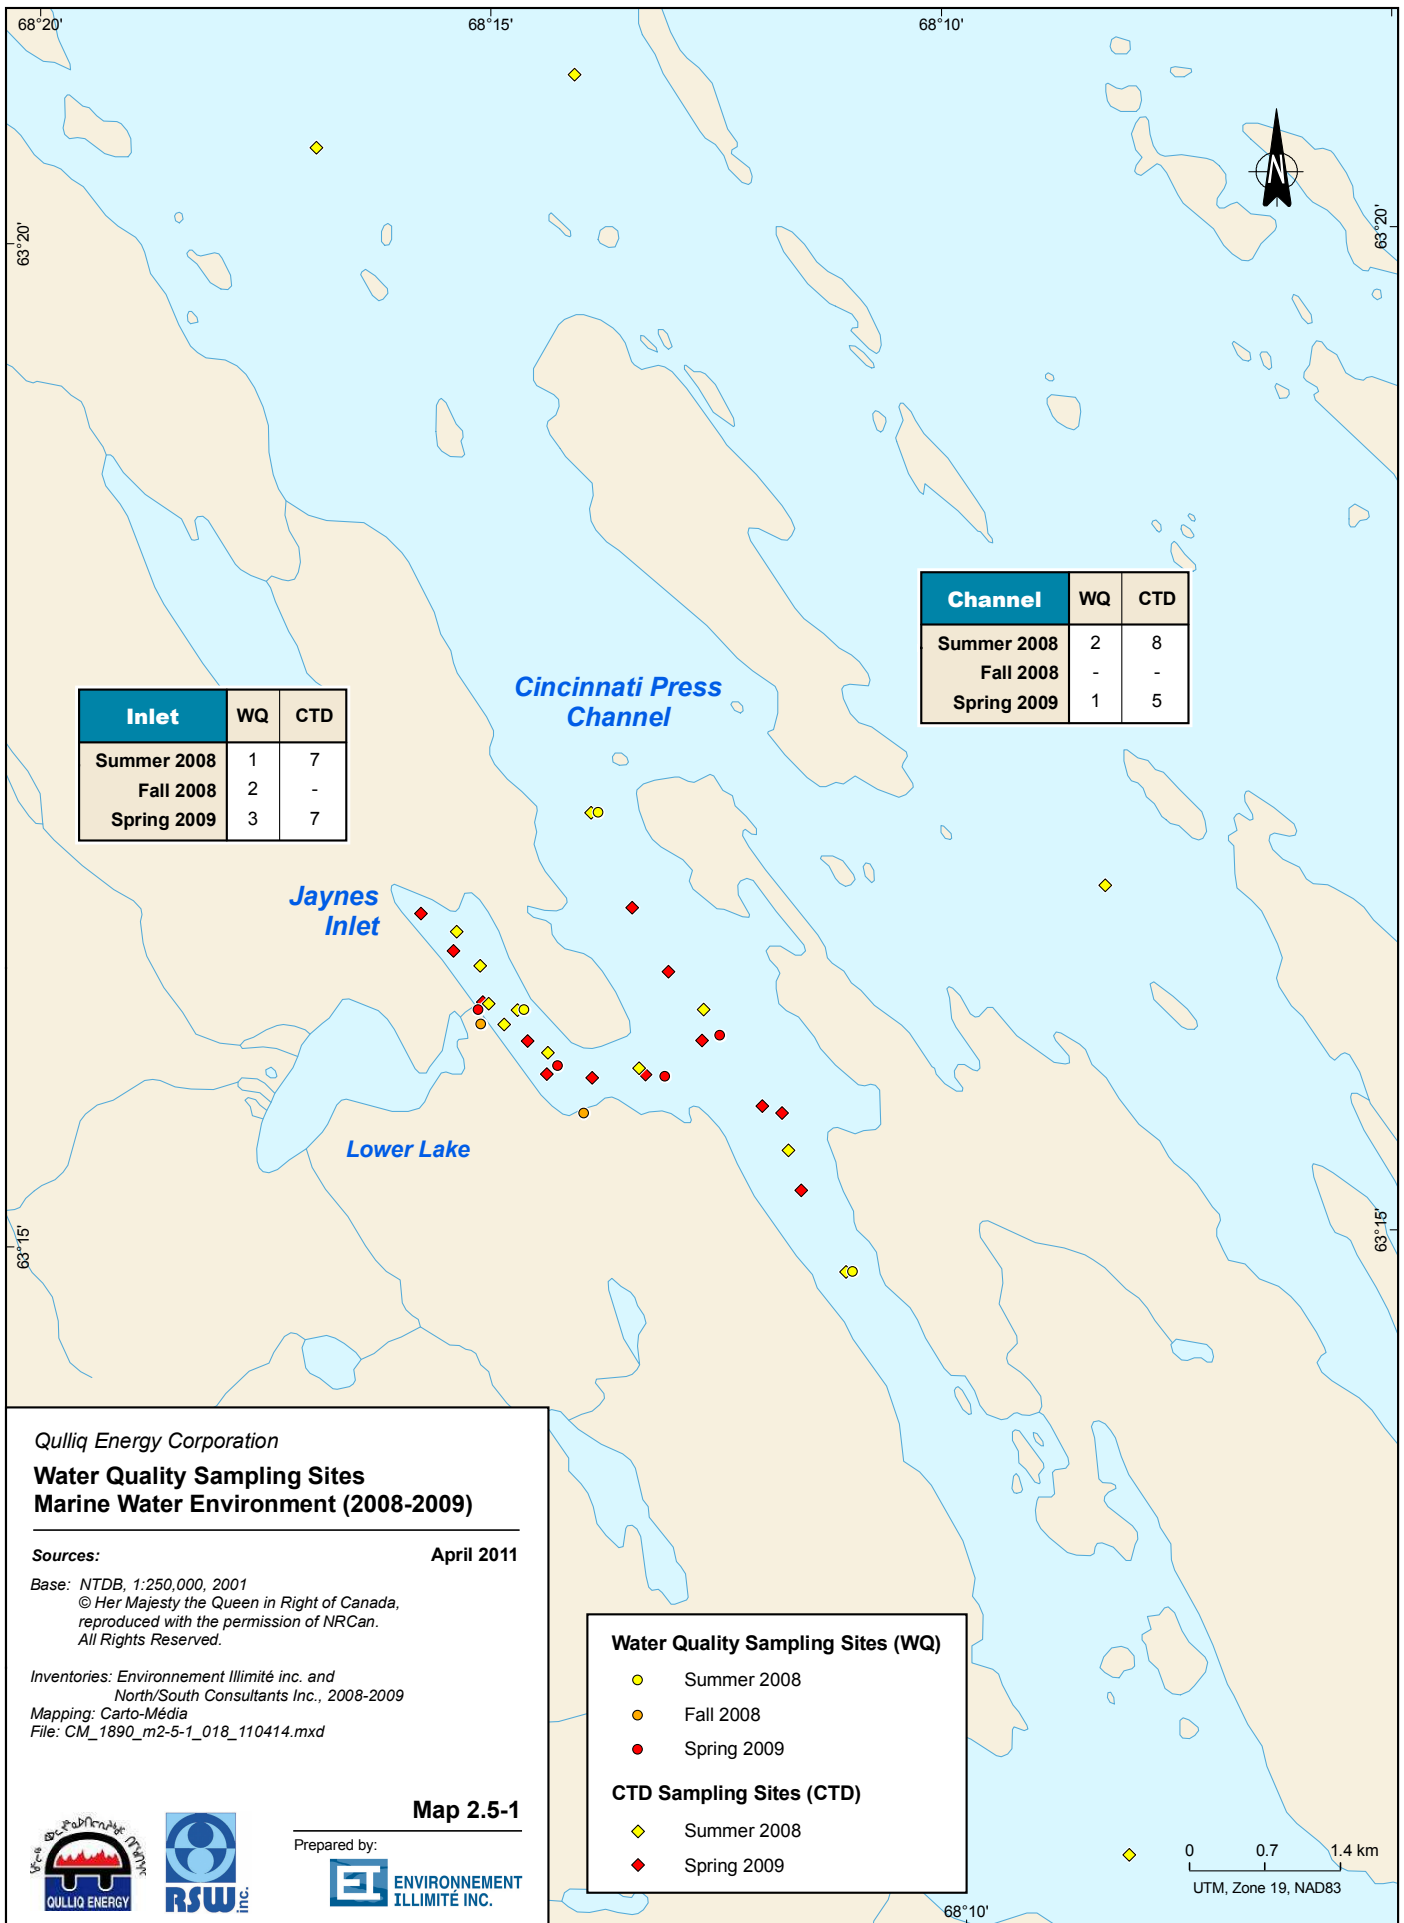 68°20'
68°15'
68°10'
63°20'
63°20'
Channel WQ CTD
Summer 2008 2 8
Fall 2008 - -
Spring 2009 1 5
Cincinnati Press
Channel
Inlet WQ CTD
Summer 2008 1 7
Fall 2008 2 -
Spring 2009 3 7
Jaynes
Inlet
Lower Lake
63°15'
63°15'
Qulliq Energy Corporation
Water Quality Sampling Sites
Marine Water Environment (2008-2009)
Sources: April 2011
Base: NTDB, 1:250,000, 2001
© Her Majesty the Queen in Right of Canada,
reproduced with the permission of NRCan.
All Rights Reserved.
Inventories: Environnement Illimité inc. and
North/South Consultants Inc., 2008-2009
Mapping: Carto-Média
File: CM_1890_m2-5-1_018_110414.mxd
Map 2.5-1
Prepared by:
QULLIQ ENERGY
RSW inc.
EI ENVIRONNEMENT
ILLIMITÉ INC.
Water Quality Sampling Sites (WQ)
Summer 2008
Fall 2008
Spring 2009
CTD Sampling Sites (CTD)
Summer 2008
Spring 2009
0 0.7 1.4 km
UTM, Zone 19, NAD83
68°10'
N